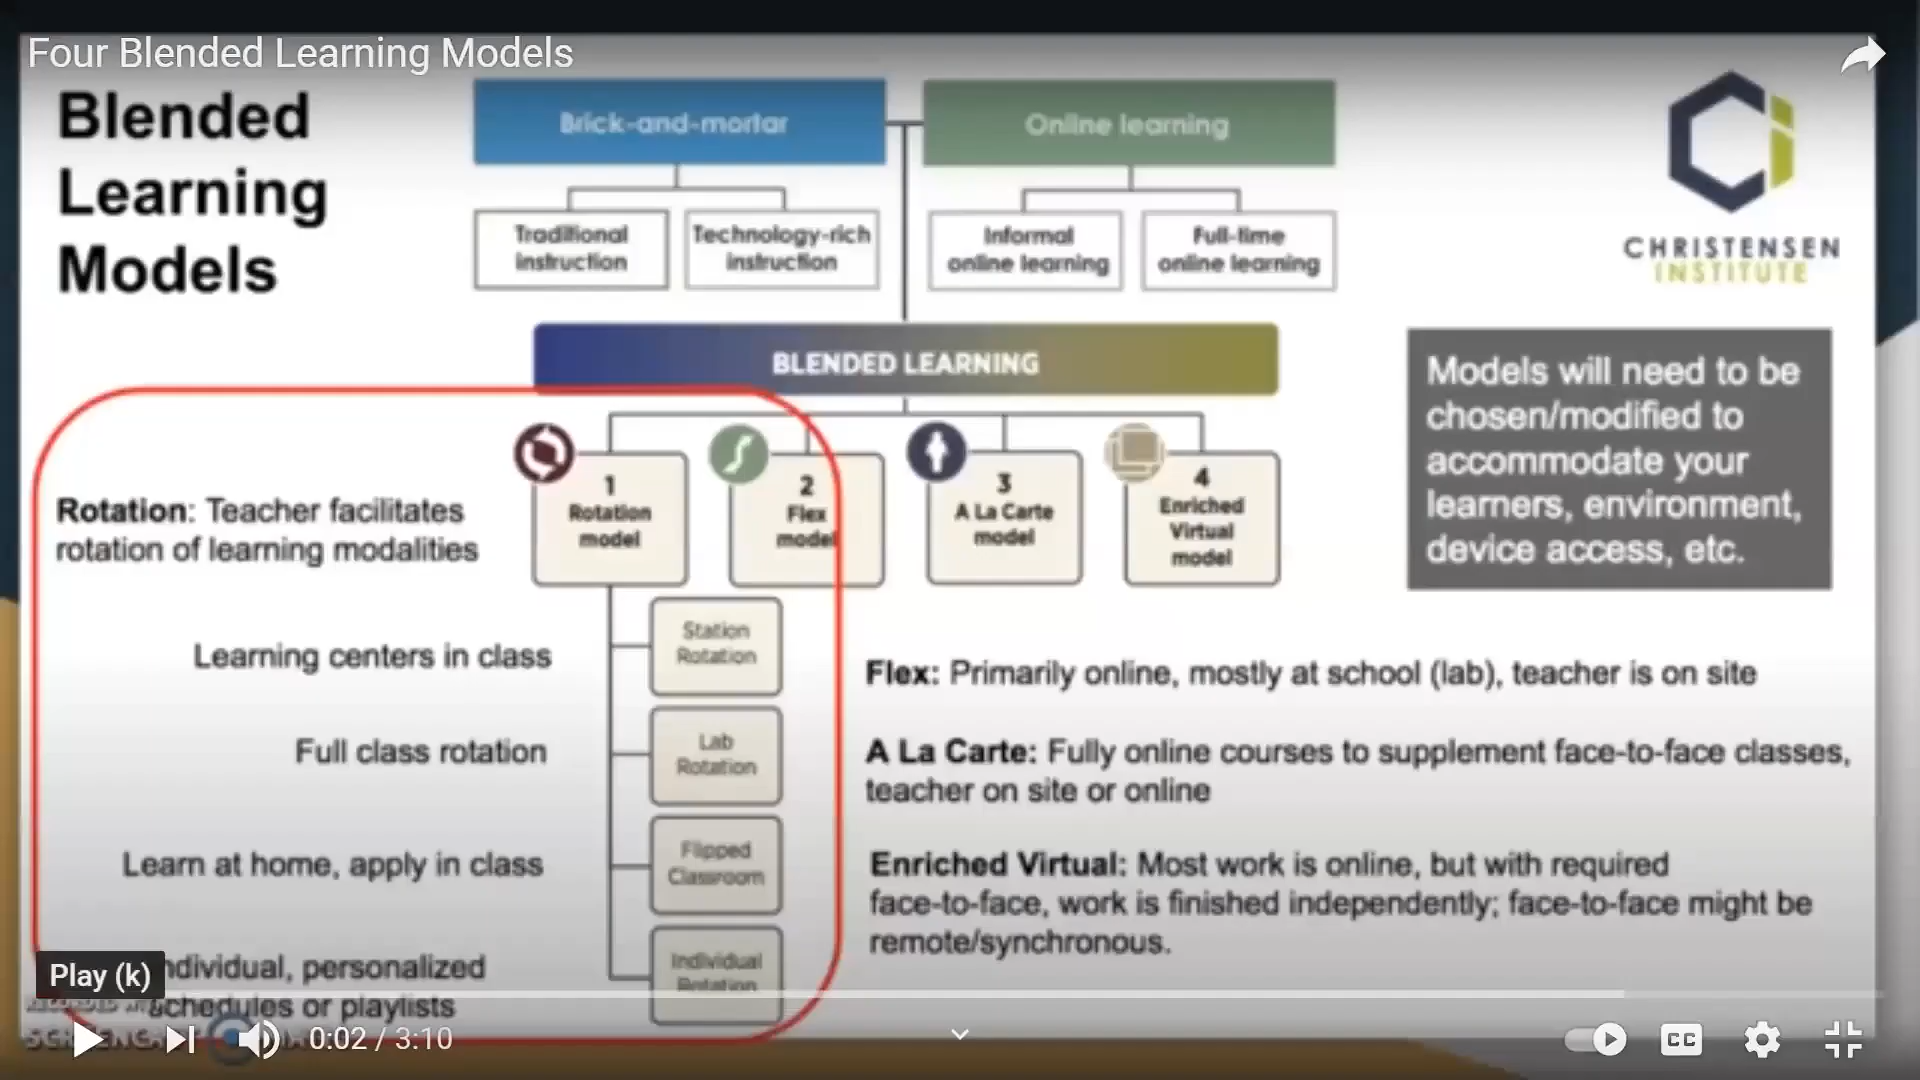 Four Blended Learning Models
Blended
Learning
Models
Brick-and-mortar
Online learning
Traditional
instruction
Technology-rich
instruction
Informal
online learning
Full-time
online learning
CHRISTENSEN
INSTITUTE
BLENDED LEARNING
Models will need to be
chosen/modified to
accommodate your
learners, environment,
device access, etc.
1
Rotation
model
2
Flex
model
3
A La Carte
model
4
Enriched
Virtual
model
Rotation: Teacher facilitates
rotation of learning modalities
Learning centers in class
Station
Rotation
Full class rotation
Lab
Rotation
Learn at home, apply in class
Flipped
Classroom
ndividual, personalized
schedules or playlists
Individual
Rotation
Flex: Primarily online, mostly at school (lab), teacher is on site
A La Carte: Fully online courses to supplement face-to-face classes,
teacher on site or online
Enriched Virtual: Most work is online, but with required
face-to-face, work is finished independently; face-to-face might be
remote/synchronous.
Play (k)
0:02 / 3:10
CC